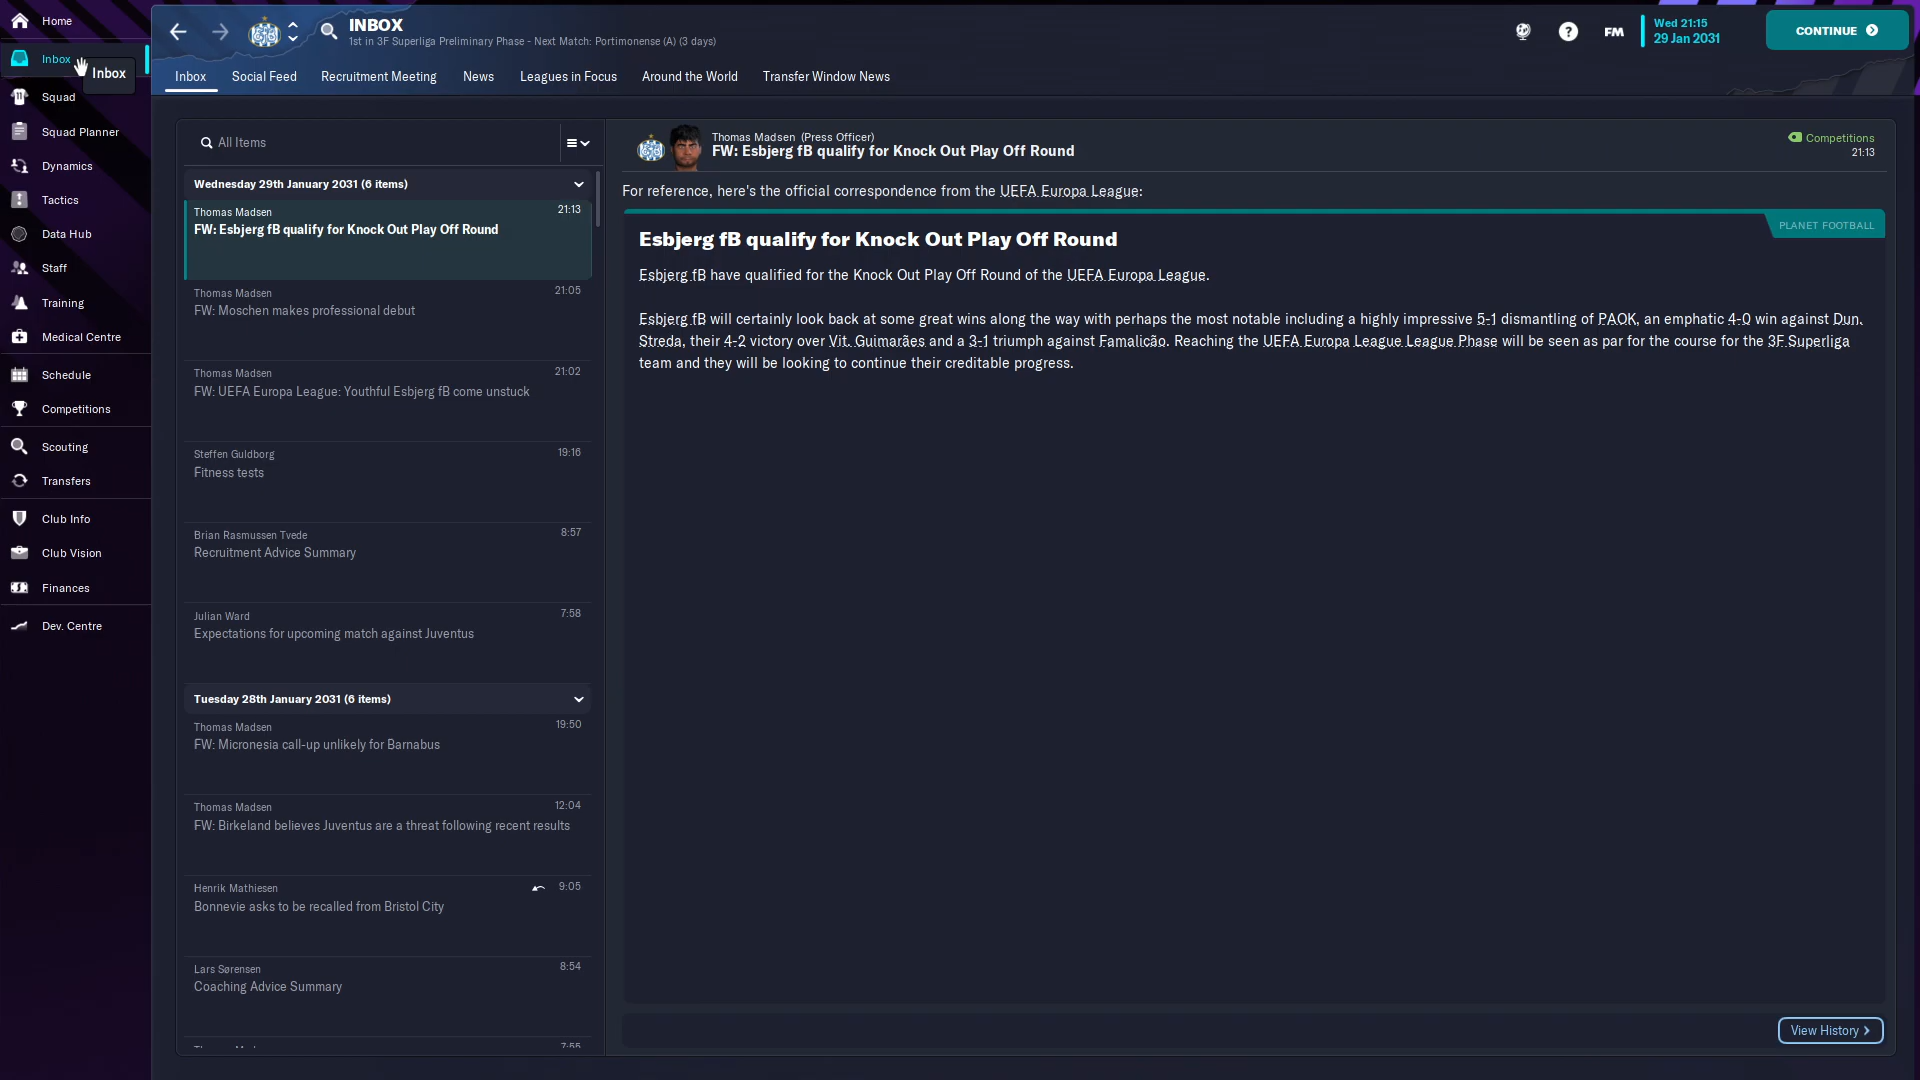 Home
Inbox
Inbox
Squad
Squad Planner
Dynamics
Tactics
Data Hub
Staff
Training
Medical Centre
Schedule
Competitions
Scouting
Transfers
Club Info
Club Vision
Finances
Dev. Centre
INBOX
1st in 3F Superliga Preliminary Phase - Next Match: Portimonense (A) (3 days)
FM
Wed 21:15
29 Jan 2031
CONTINUE
Inbox Social Feed Recruitment Meeting News Leagues in Focus Around the World Transfer Window News
All Items
Wednesday 29th January 2031 (6 items)
Thomas Madsen 21:13
FW: Esbjerg fB qualify for Knock Out Play Off Round
Thomas Madsen 21:05
FW: Moschen makes professional debut
Thomas Madsen 21:02
FW: UEFA Europa League: Youthful Esbjerg fB come unstuck
Steffen Guldborg 19:16
Fitness tests
Brian Rasmussen Tvede 8:57
Recruitment Advice Summary
Julian Ward 7:58
Expectations for upcoming match against Juventus
Tuesday 28th January 2031 (6 items)
Thomas Madsen 19:50
FW: Micronesia call-up unlikely for Barnabus
Thomas Madsen 12:04
FW: Birkeland believes Juventus are a threat following recent results
Henrik Mathiesen 9:05
Bonnevie asks to be recalled from Bristol City
Lars Sørensen 8:54
Coaching Advice Summary
7:55
Thomas Madsen (Press Officer)
FW: Esbjerg fB qualify for Knock Out Play Off Round
Competitions
21:13
For reference, here's the official correspondence from the UEFA Europa League:
PLANET FOOTBALL
Esbjerg fB qualify for Knock Out Play Off Round
Esbjerg fB have qualified for the Knock Out Play Off Round of the UEFA Europa League.
Esbjerg fB will certainly look back at some great wins along the way with perhaps the most notable including a highly impressive 5-1 dismantling of PAOK, an emphatic 4-0 win against Dun.
Streda, their 4-2 victory over Vit. Guimarães and a 3-1 triumph against Famalicão. Reaching the UEFA Europa League League Phase will be seen as par for the course for the 3F Superliga
team and they will be looking to continue their creditable progress.
View History